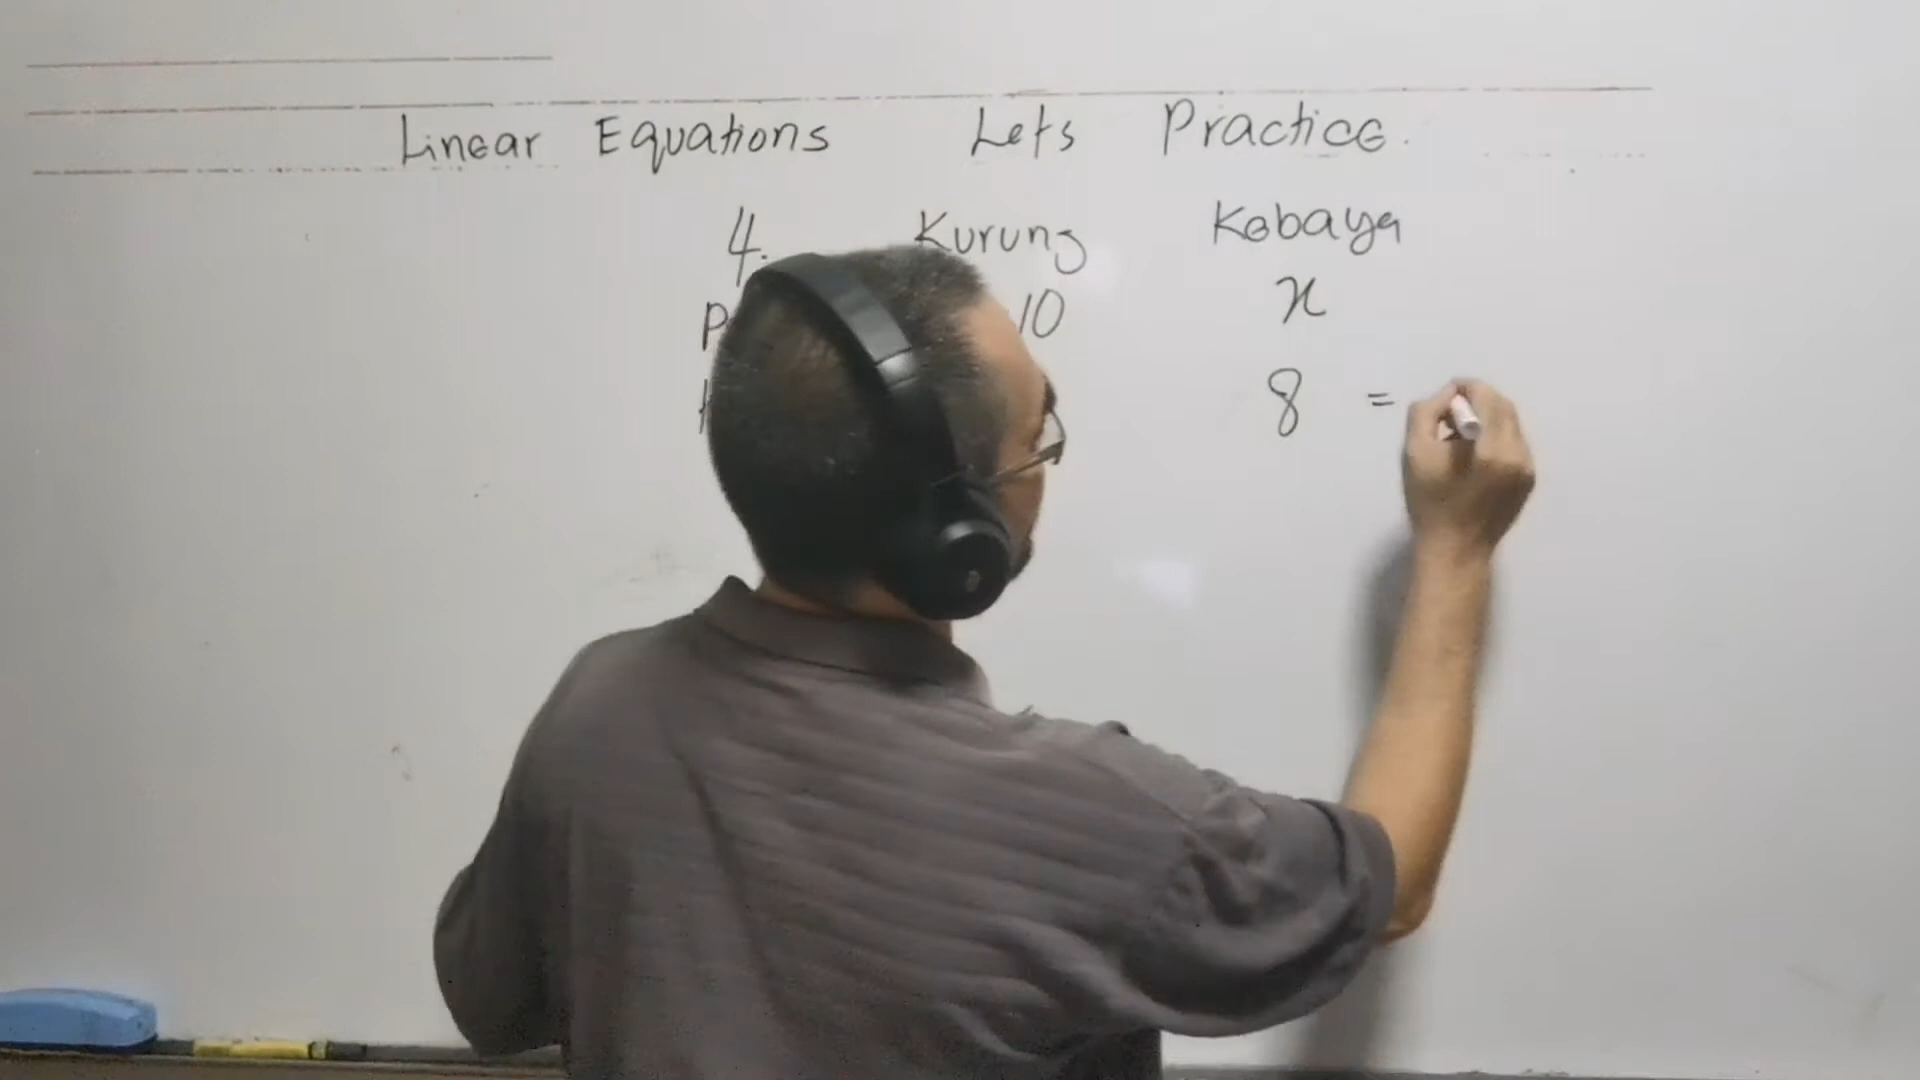 Linear Equations Lets Practice.
4. Kurung Kebaya
10 x
8 =